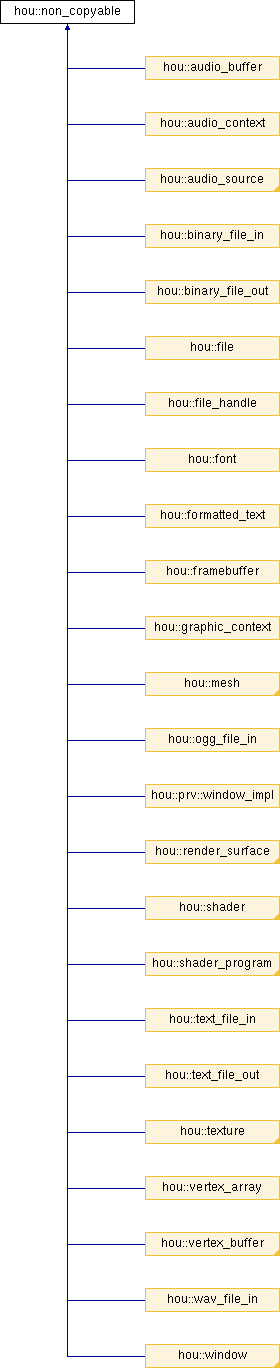 hou::non_copyable
hou::audio_buffer
hou::audio_context
hou::audio_source
hou::binary_file_in
hou::binary_file_out
hou::file
hou::file_handle
hou::font
hou::formatted_text
hou::framebuffer
hou::graphic_context
hou::mesh
hou::ogg_file_in
hou::prv::window_impl
hou::render_surface
hou::shader
hou::shader_program
hou::text_file_in
hou::text_file_out
hou::texture
hou::vertex_array
hou::vertex_buffer
hou::wav_file_in
hou::window